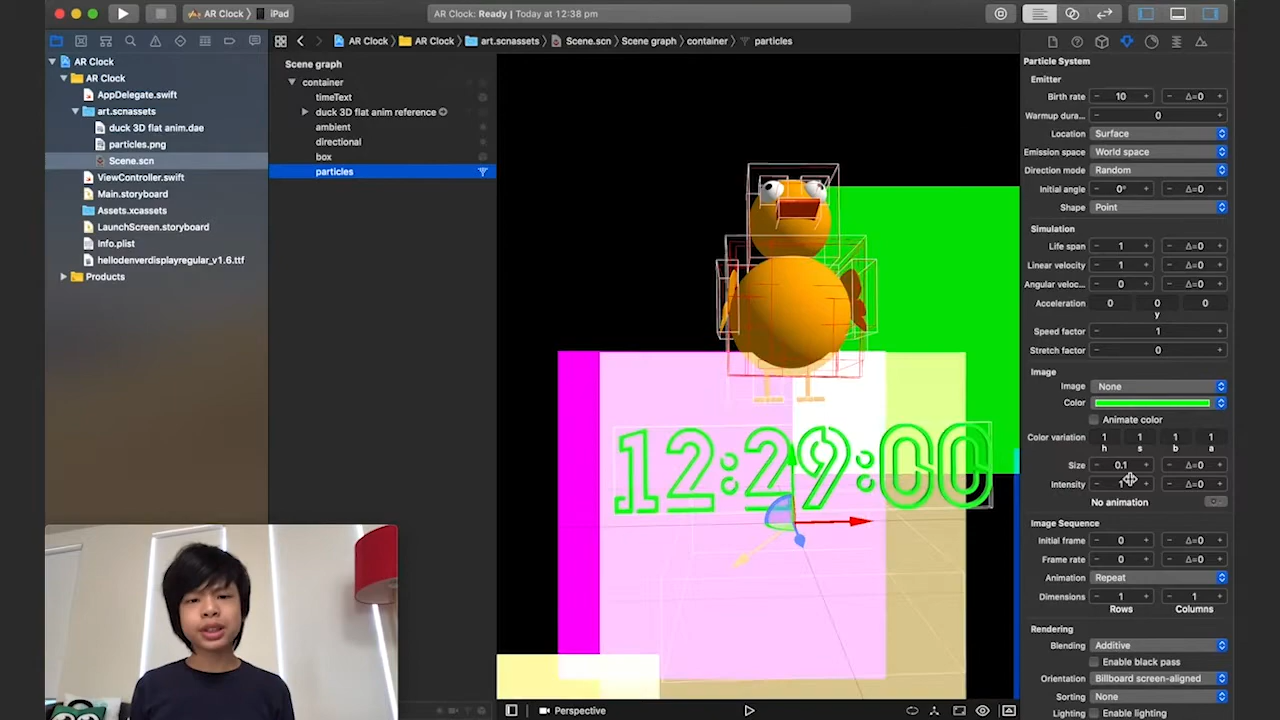 AR Clock
iPad
AR Clock: Ready | Today at 12:38 pm
AR Clock
AR Clock
art.scnassets
Scene.scn
Scene graph
container
particles
AR Clock
AR Clock
AppDelegate.swift
art.scnassets
duck 3D flat anim.dae
particles.png
Scene.scn
ViewController.swift
Main.storyboard
Assets.xcassets
LaunchScreen.storyboard
Info.plist
hellodenverdisplayregular_v1.6.ttf
Products
Scene graph
container
timeText
duck 3D flat anim reference
ambient
directional
box
particles
12:29:00
Perspective
Particle System
Emitter
Birth rate 10 Δ=0
Warmup dura... 0
Location Surface
Emission space World space
Direction mode Random
Initial angle 0° Δ=0
Shape Point
Simulation
Life span 1 Δ=0
Linear velocity 1 Δ=0
Angular veloc... 0 Δ=0
Acceleration 0 0 0
y
Speed factor 1
Stretch factor 0
Image
Image None
Color
Animate color
Color variation 1 1 1 1
h s b a
Size 0.1 Δ=0
Intensity 1 Δ=0
No animation
Image Sequence
Initial frame 0 Δ=0
Frame rate 0 Δ=0
Animation Repeat
Dimensions 1 1
Rows Columns
Rendering
Blending Additive
Enable black pass
Orientation Billboard screen-aligned
Sorting None
Lighting Enable lighting